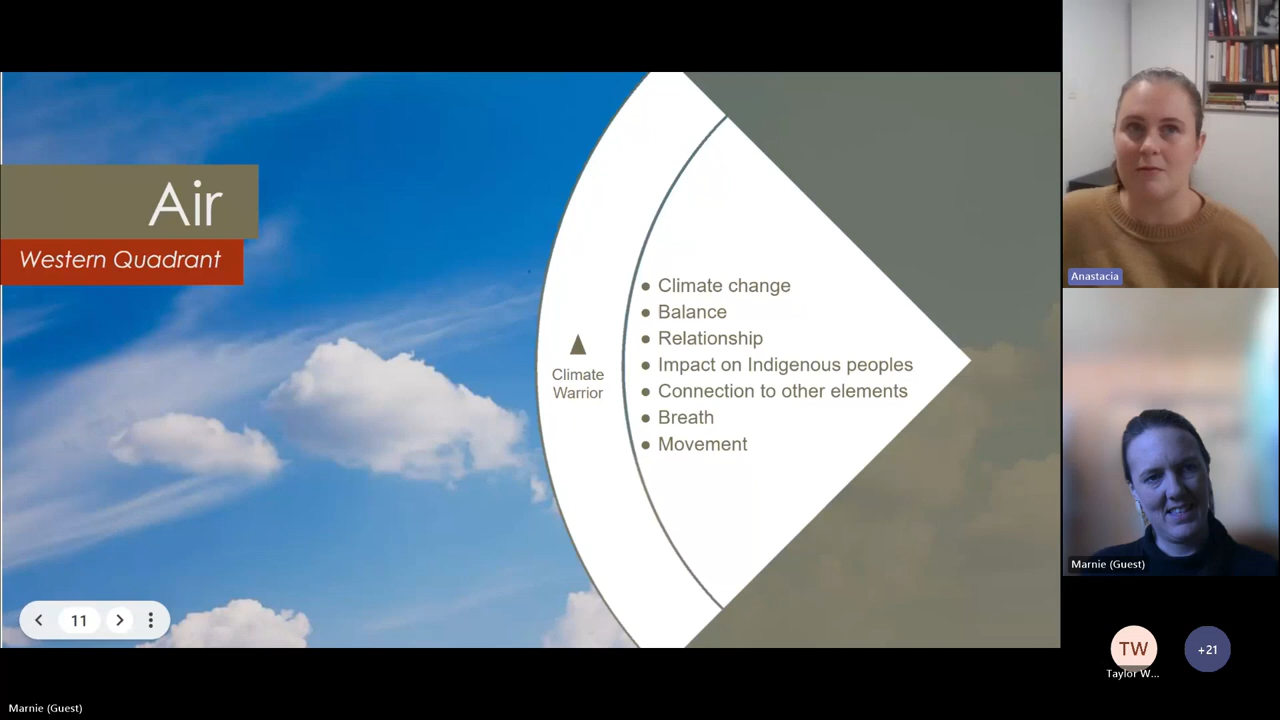 Air
Western Quadrant
Climate
Warrior
Climate change
Balance
Relationship
Impact on Indigenous peoples
Connection to other elements
Breath
Movement
11
Anastacia
Marnie (Guest)
TW
Taylor W...
+21
Marnie (Guest)